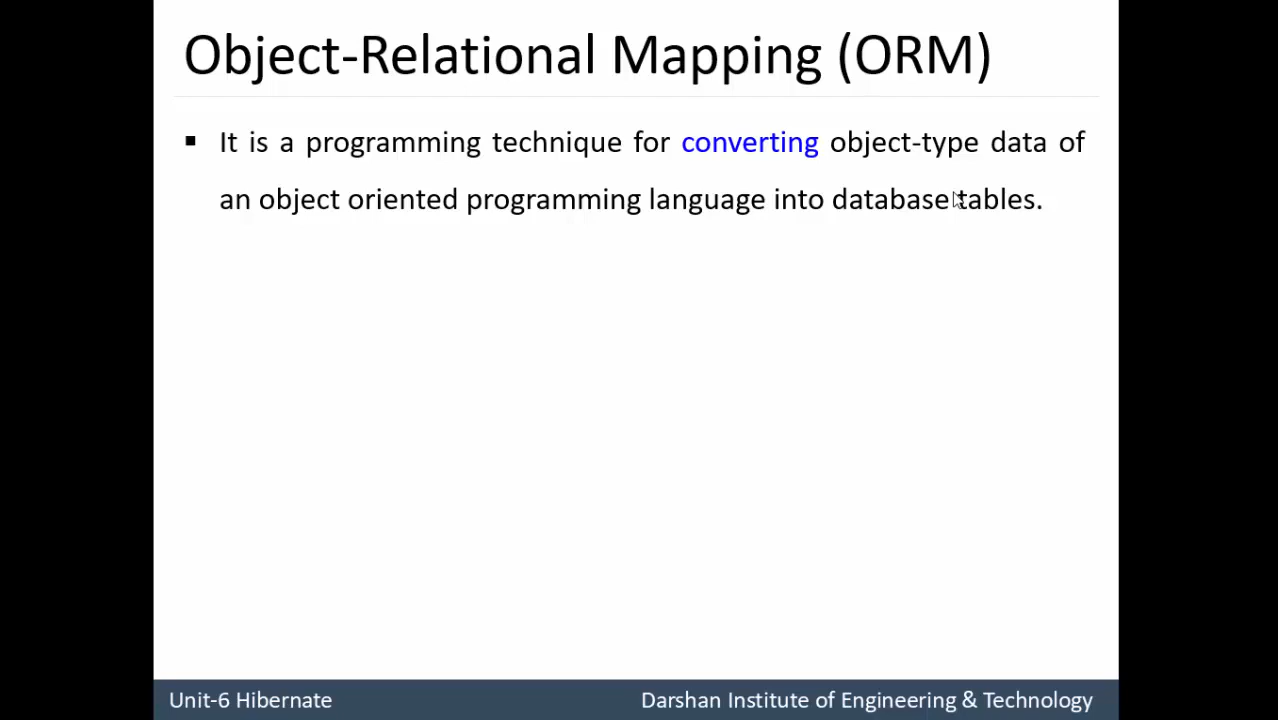 Object-Relational Mapping (ORM)
▪ It is a programming technique for converting object-type data of
an object oriented programming language into database tables.
Unit-6 Hibernate
Darshan Institute of Engineering & Technology